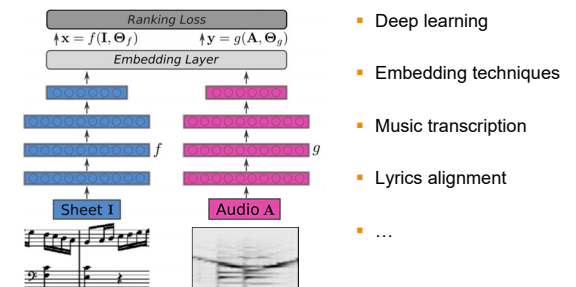 Ranking Loss
x = f(I, Θf)
y = g(A, Θg)
Embedding Layer
f
g
Sheet I
Audio A
▪ Deep learning
▪ Embedding techniques
▪ Music transcription
▪ Lyrics alignment
▪ …